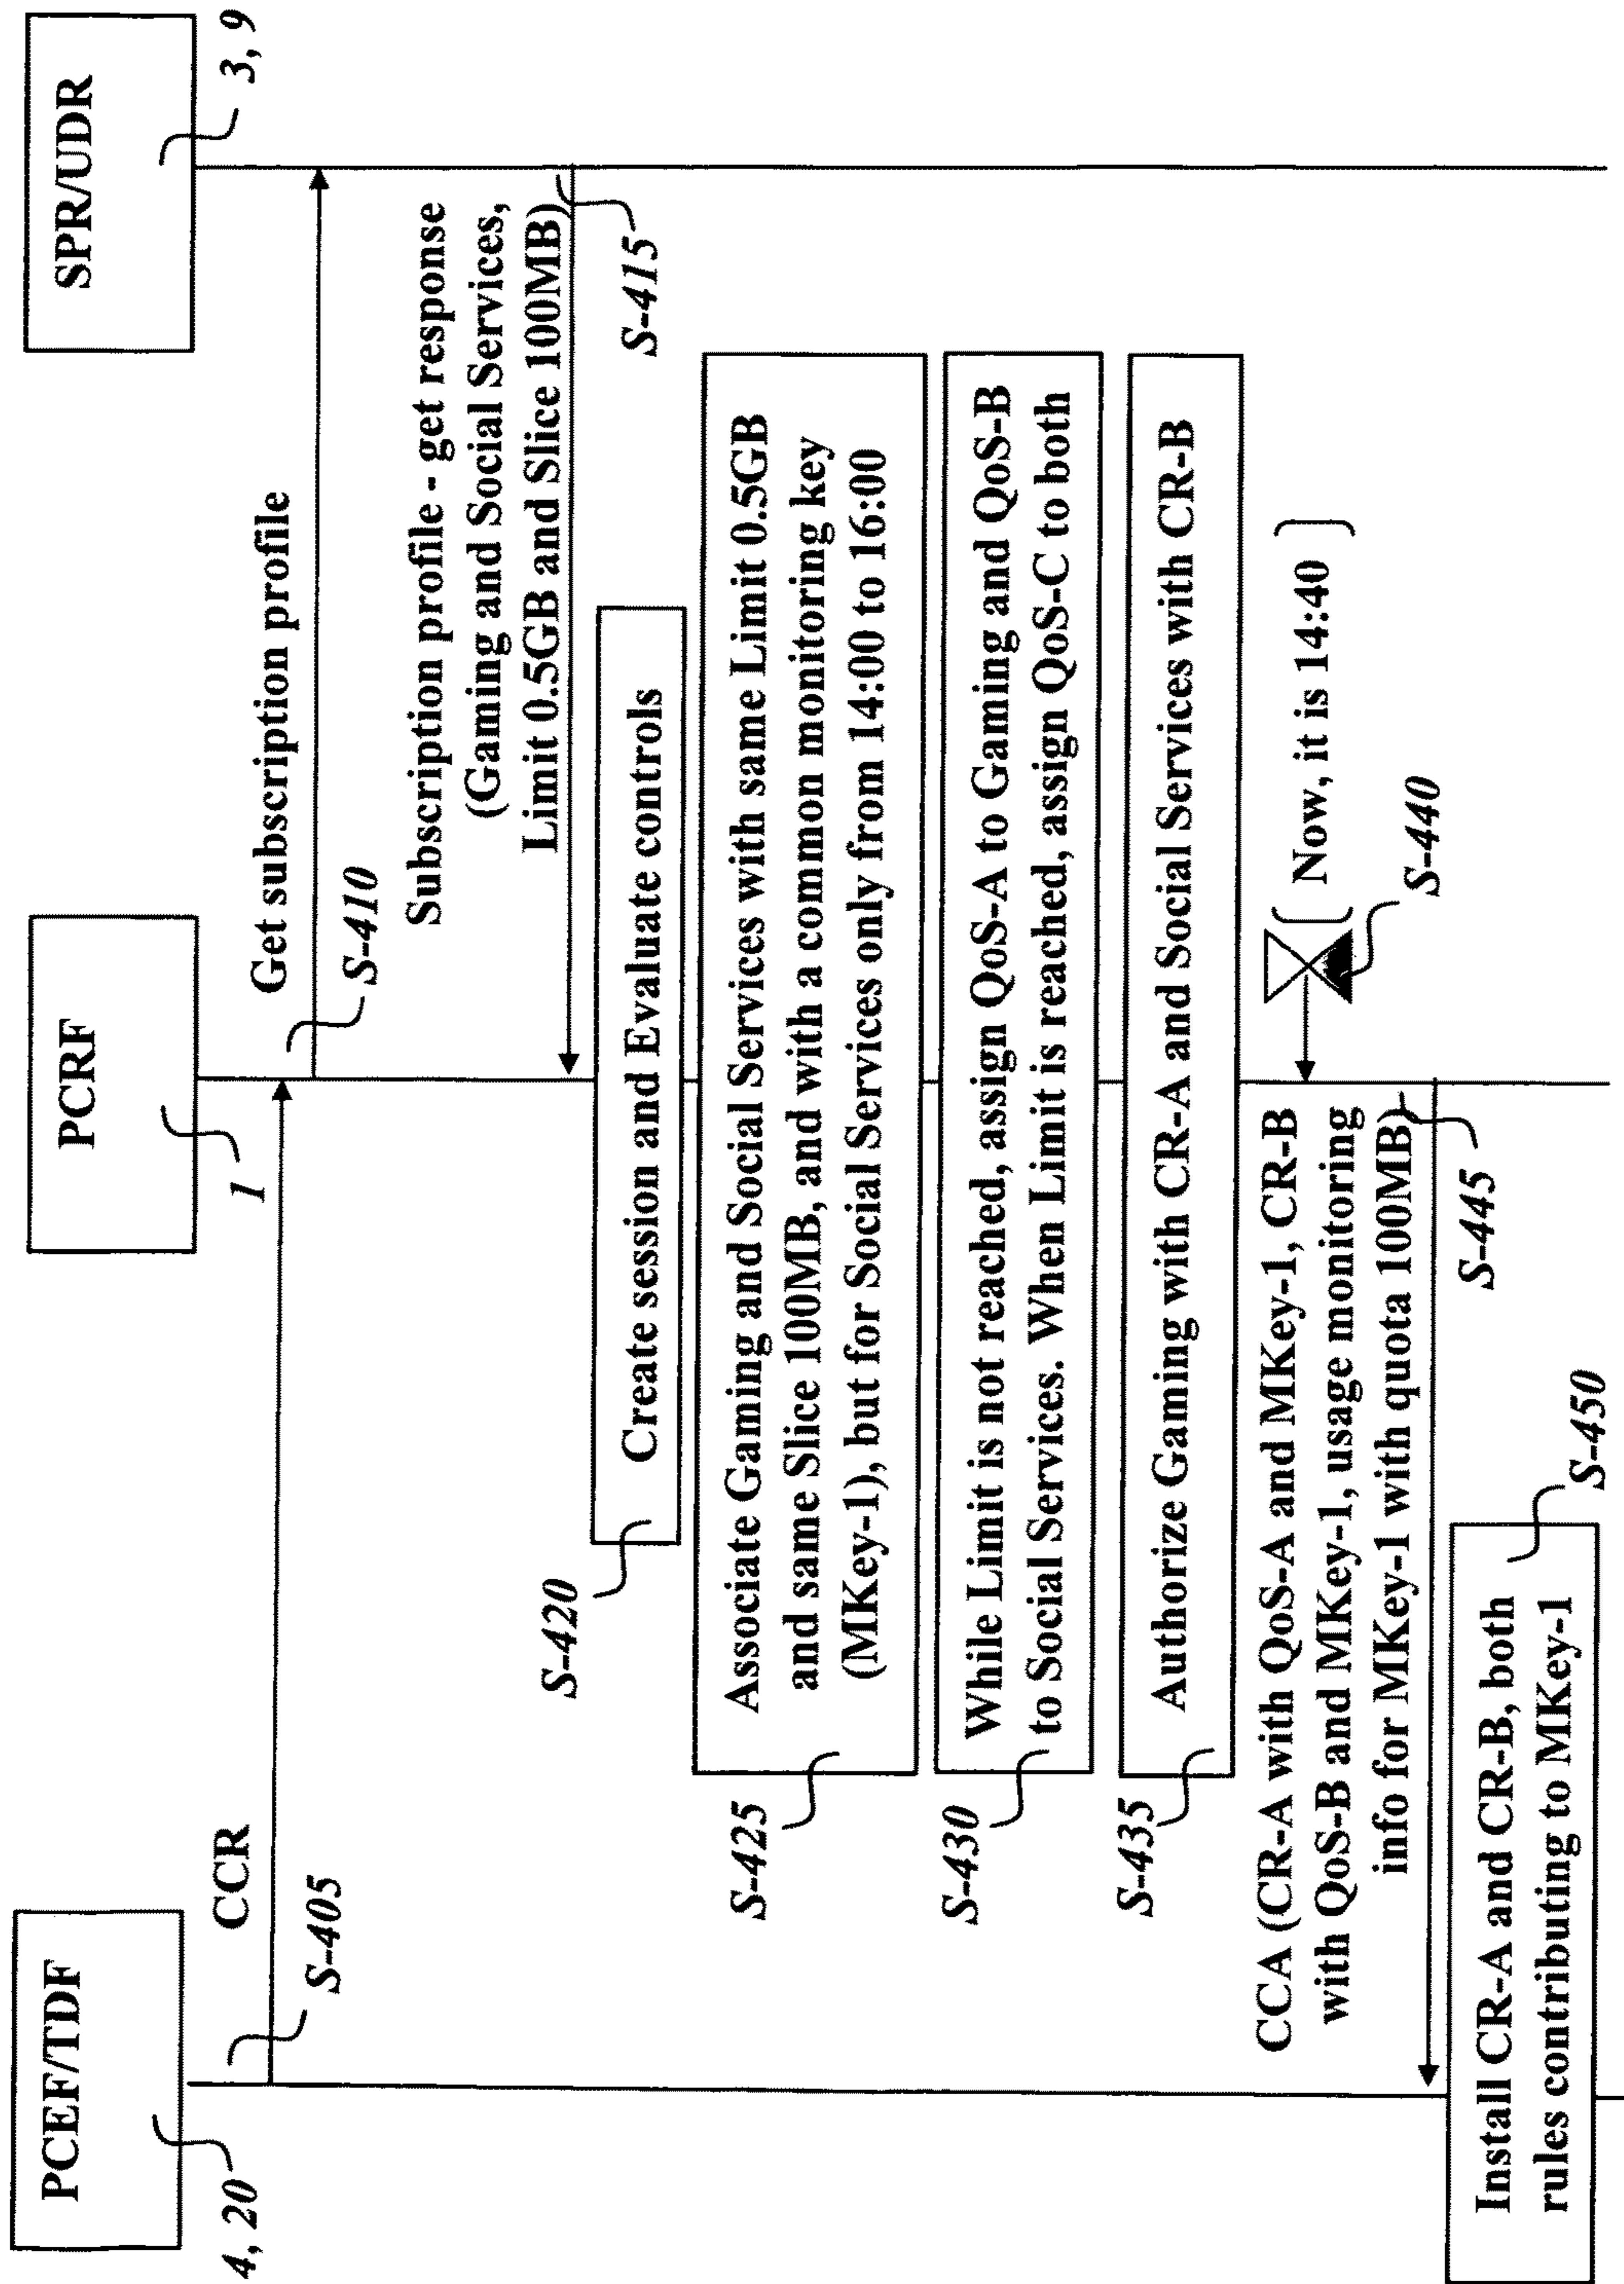 PCEF/TDF
4, 20
PCRF
1
SPR/UDR
3, 9
CCR
S-405
Get subscription profile
S-410
Subscription profile - get response
(Gaming and Social Services,
Limit 0.5GB and Slice 100MB)
S-415
Create session and Evaluate controls
S-420
Associate Gaming and Social Services with same Limit 0.5GB
and same Slice 100MB, and with a common monitoring key
(MKey-1), but for Social Services only from 14:00 to 16:00
S-425
While Limit is not reached, assign QoS-A to Gaming and QoS-B
to Social Services. When Limit is reached, assign QoS-C to both
S-430
Authorize Gaming with CR-A and Social Services with CR-B
S-435
( Now, it is 14:40 )
S-440
CCA (CR-A with QoS-A and MKey-1, CR-B
with QoS-B and MKey-1, usage monitoring
info for MKey-1 with quota 100MB)
S-445
Install CR-A and CR-B, both
rules contributing to MKey-1
S-450